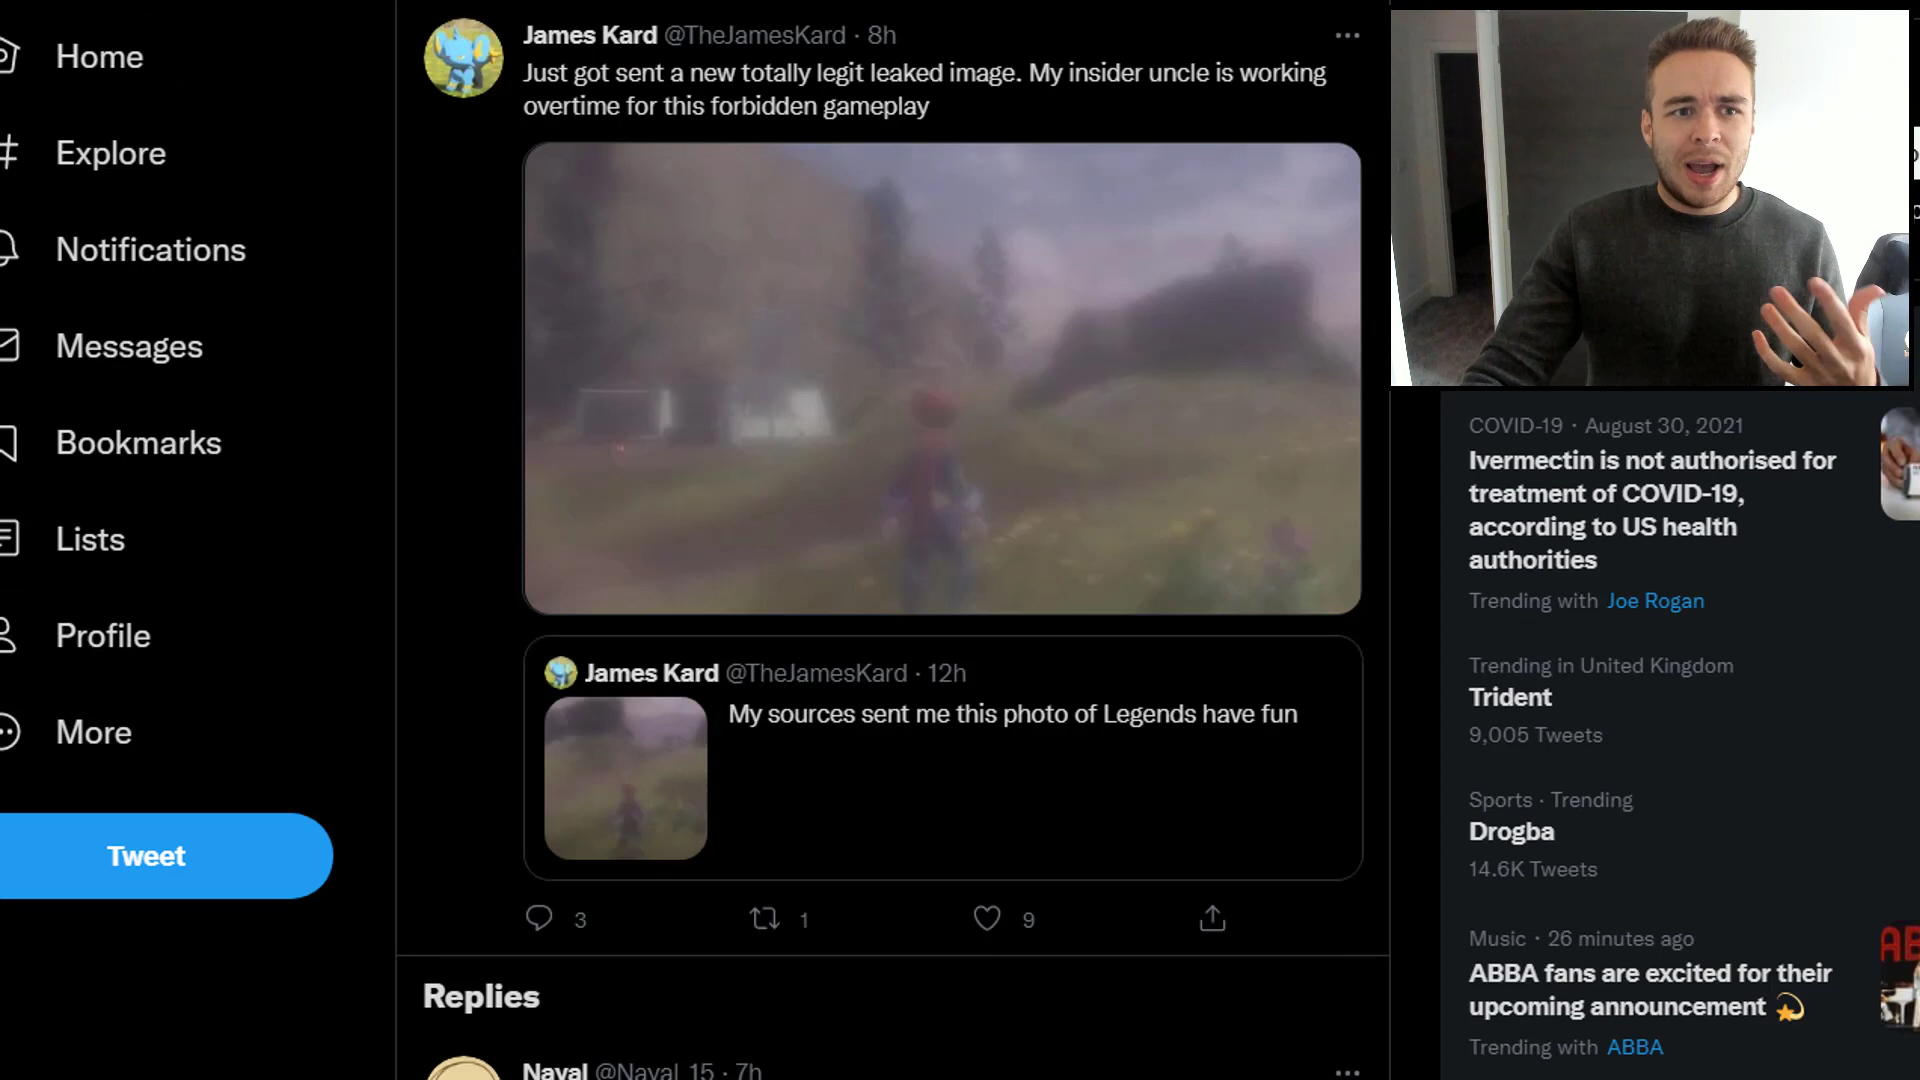 Home
Explore
Notifications
Messages
Bookmarks
Lists
Profile
More
Tweet
James Kard @TheJamesKard · 8h
Just got sent a new totally legit leaked image. My insider uncle is working
overtime for this forbidden gameplay
James Kard @TheJamesKard · 12h
My sources sent me this photo of Legends have fun
3
1
9
Replies
Naval @Naval_15 · 7h
COVID-19 · August 30, 2021
Ivermectin is not authorised for
treatment of COVID-19,
according to US health
authorities
Trending with Joe Rogan
Trending in United Kingdom
Trident
9,005 Tweets
Sports · Trending
Drogba
14.6K Tweets
Music · 26 minutes ago
ABBA fans are excited for their
upcoming announcement 💫
Trending with ABBA